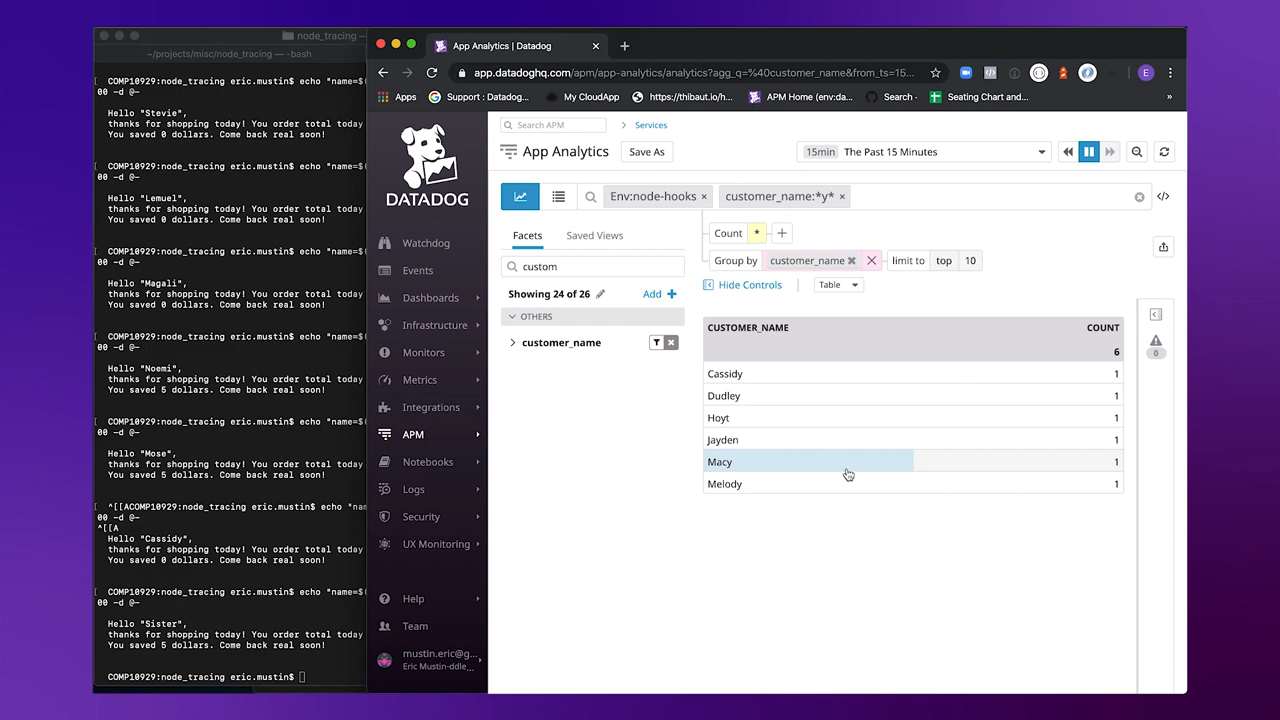 node_tracing —
~/projects/misc/node_tracing — -bash
[ COMP10929:node_tracing eric.mustin$ echo "name=$(
00 -d @-
Hello "Stevie",
thanks for shopping today! You order total today
You saved 0 dollars. Come back real soon!
[ COMP10929:node_tracing eric.mustin$ echo "name=$(
00 -d @-
Hello "Lemuel",
thanks for shopping today! You order total today
You saved 0 dollars. Come back real soon!
[ COMP10929:node_tracing eric.mustin$ echo "name=$(
00 -d @-
Hello "Magali",
thanks for shopping today! You order total today
You saved 0 dollars. Come back real soon!
[ COMP10929:node_tracing eric.mustin$ echo "name=$(
00 -d @-
Hello "Noemi",
thanks for shopping today! You order total today
You saved 5 dollars. Come back real soon!
[ COMP10929:node_tracing eric.mustin$ echo "name=$(
00 -d @-
Hello "Mose",
thanks for shopping today! You order total today
You saved 5 dollars. Come back real soon!
[ ^[[ACOMP10929:node_tracing eric.mustin$ echo "nam
00 -d @-
^[[A
Hello "Cassidy",
thanks for shopping today! You order total today
You saved 0 dollars. Come back real soon!
[ COMP10929:node_tracing eric.mustin$ echo "name=$(
00 -d @-
Hello "Sister",
thanks for shopping today! You order total today
You saved 5 dollars. Come back real soon!
COMP10929:node_tracing eric.mustin$
App Analytics | Datadog
app.datadoghq.com/apm/app-analytics/analytics?agg_q=%40customer_name&from_ts=15...
E
Apps Support : Datadog... My CloudApp https://thibaut.io/h... APM Home (env:da... Search · Seating Chart and... »
DATADOG
Watchdog
Events
Dashboards
Infrastructure
Monitors
Metrics
Integrations
APM
Notebooks
Logs
Security
UX Monitoring
Help
Team
mustin.eric@g...
Eric Mustin-ddle...
Search APM > Services
App Analytics Save As 15min The Past 15 Minutes
Env:node-hooks × customer_name:*y* × </>
Facets Saved Views
Count * +
custom
Group by customer_name limit to top 10
Showing 24 of 26 Add +
Hide Controls Table
OTHERS
customer_name
CUSTOMER_NAME COUNT
6
Cassidy 1
Dudley 1
Hoyt 1
Jayden 1
Macy 1
Melody 1
0